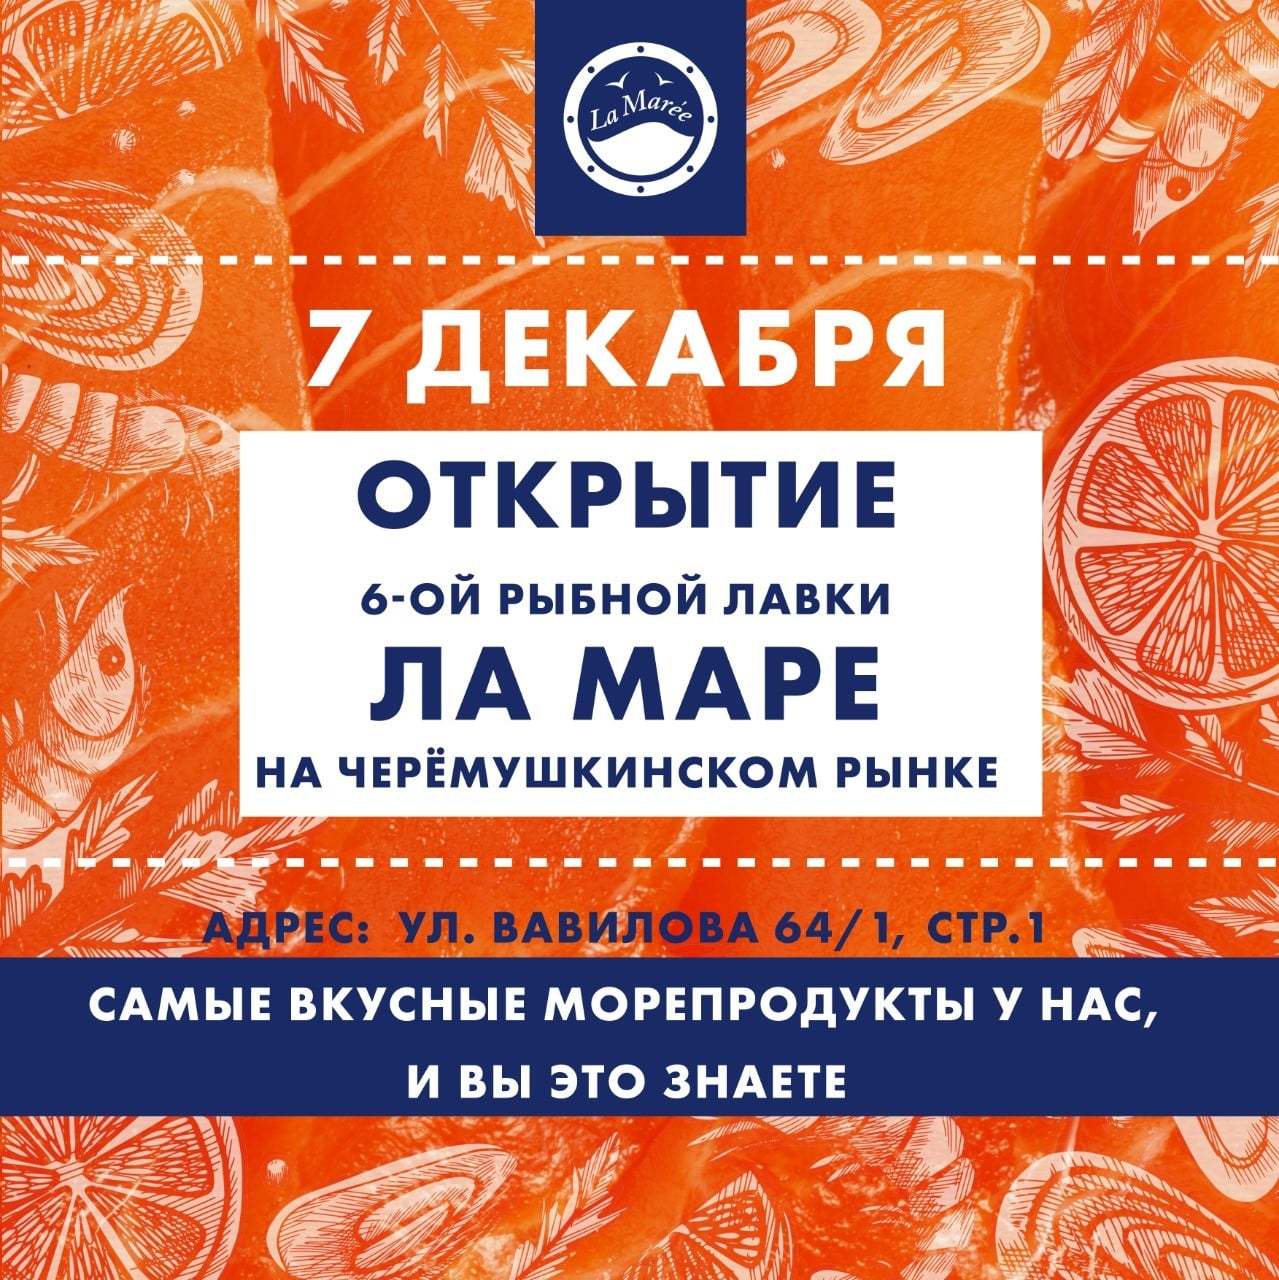 La Marée
7 ДЕКАБРЯ
ОТКРЫТИЕ
6-ОЙ РЫБНОЙ ЛАВКИ
ЛА МАРЕ
НА ЧЕРЁМУШКИНСКОМ РЫНКЕ
АДРЕС: УЛ. ВАВИЛОВА 64/1, СТР.1
САМЫЕ ВКУСНЫЕ МОРЕПРОДУКТЫ У НАС,
И ВЫ ЭТО ЗНАЕТЕ